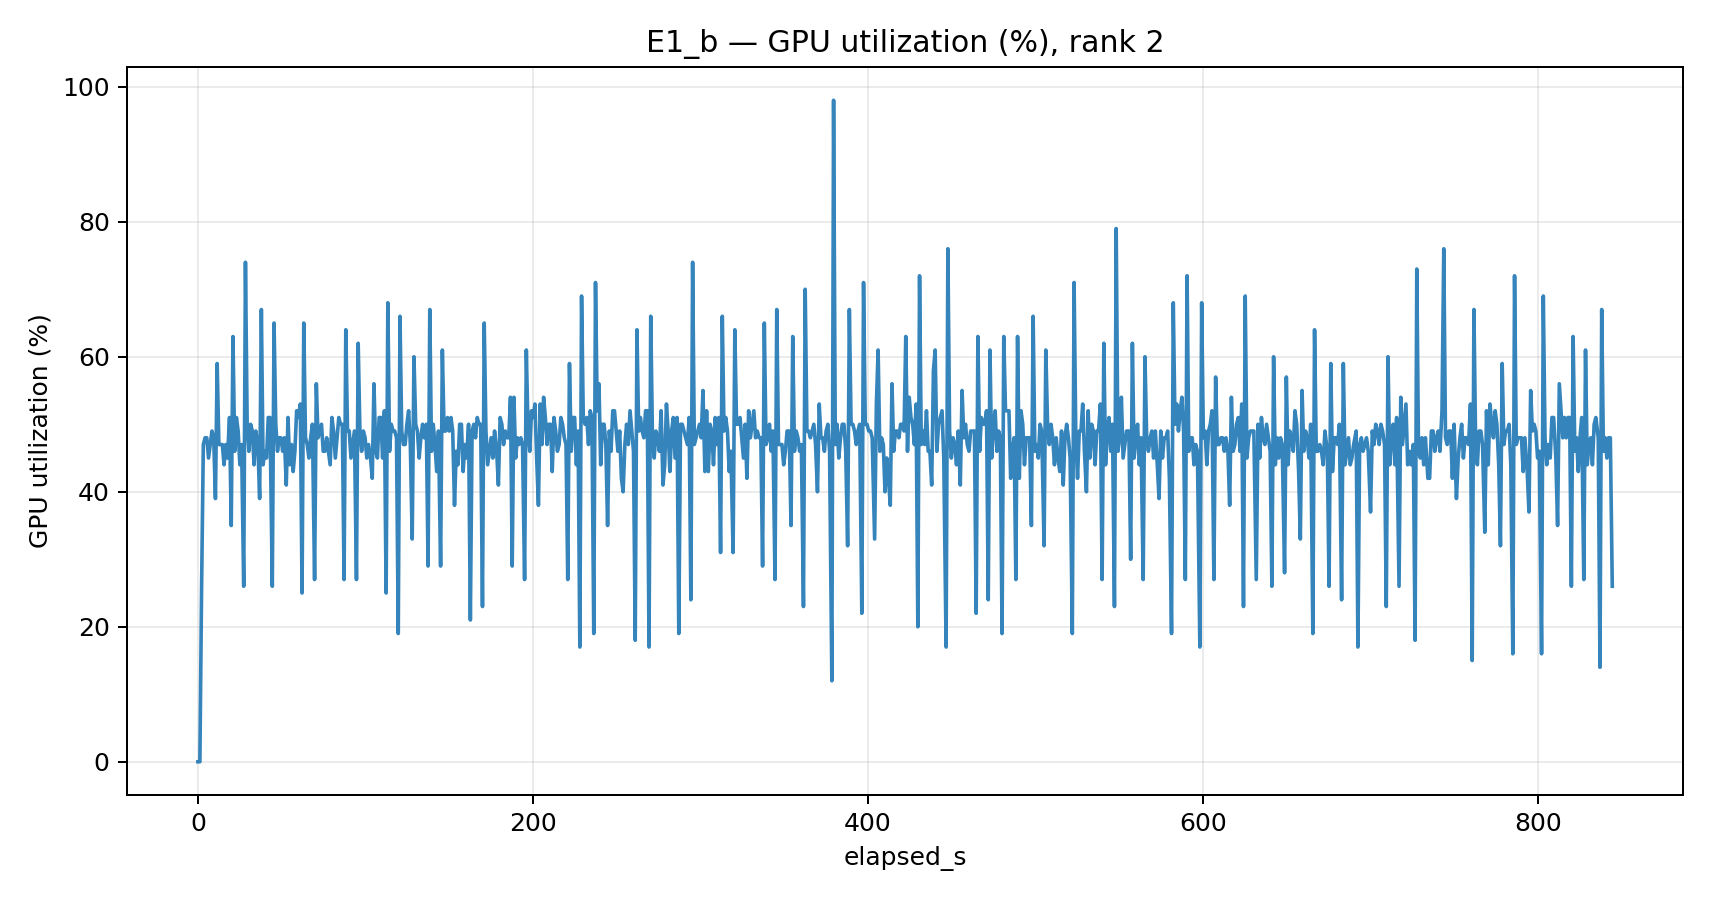 E1_b — GPU utilization (%), rank 2
100
80
60
40
20
0
GPU utilization (%)
0 200 400 600 800
elapsed_s